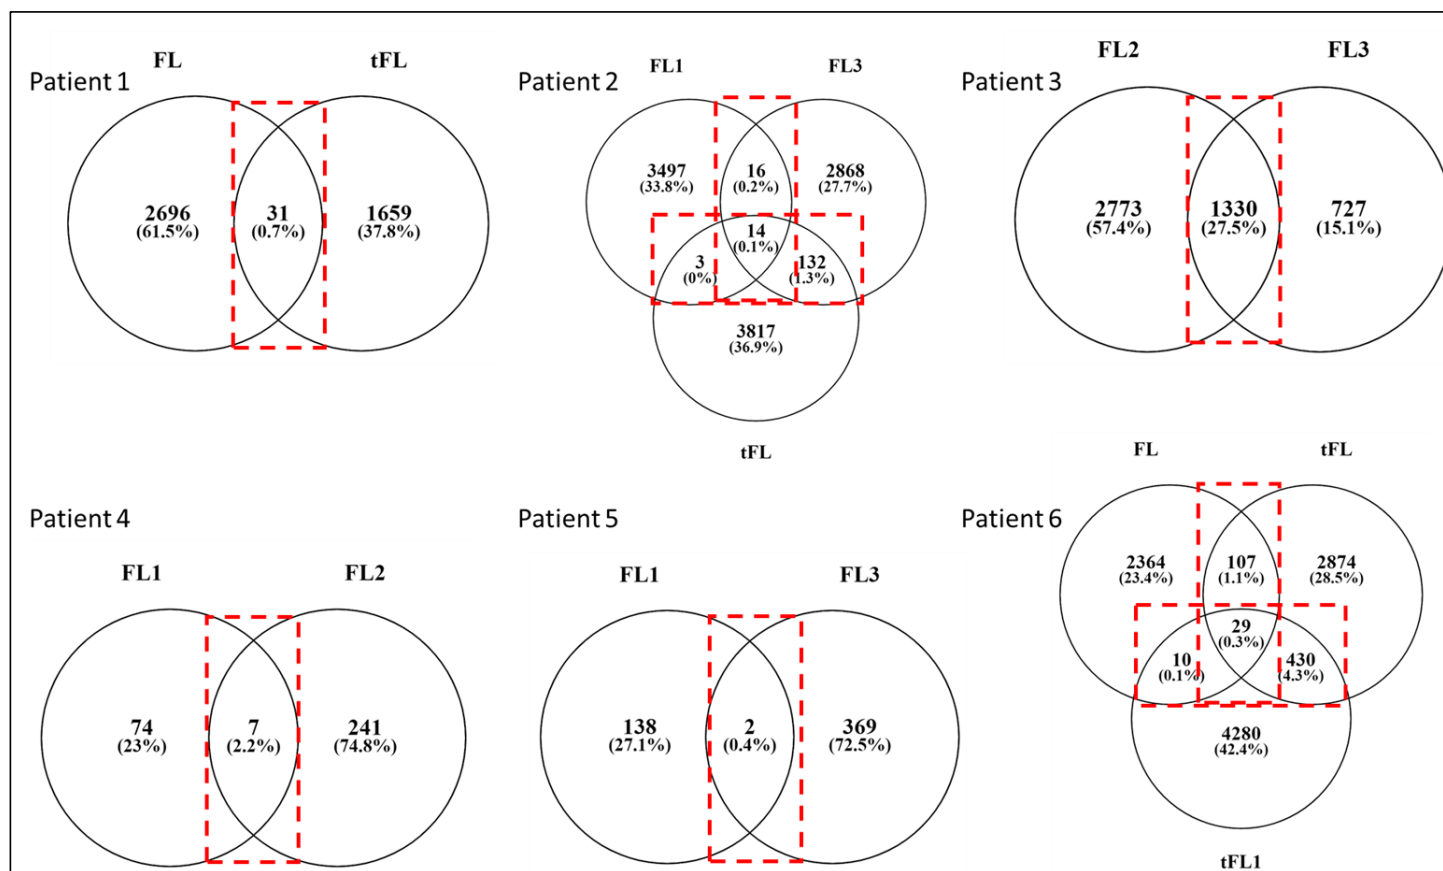 Patient 1
FL
tFL
2696
(61.5%)
31
(0.7%)
1659
(37.8%)
Patient 2
FL1
FL3
3497
(33.8%)
16
(0.2%)
2868
(27.7%)
14
(0.1%)
3
(0%)
132
(1.3%)
3817
(36.9%)
tFL
Patient 3
FL2
FL3
2773
(57.4%)
1330
(27.5%)
727
(15.1%)
Patient 4
FL1
FL2
74
(23%)
7
(2.2%)
241
(74.8%)
Patient 5
FL1
FL3
138
(27.1%)
2
(0.4%)
369
(72.5%)
Patient 6
FL
tFL
2364
(23.4%)
107
(1.1%)
2874
(28.5%)
29
(0.3%)
10
(0.1%)
430
(4.3%)
4280
(42.4%)
tFL1